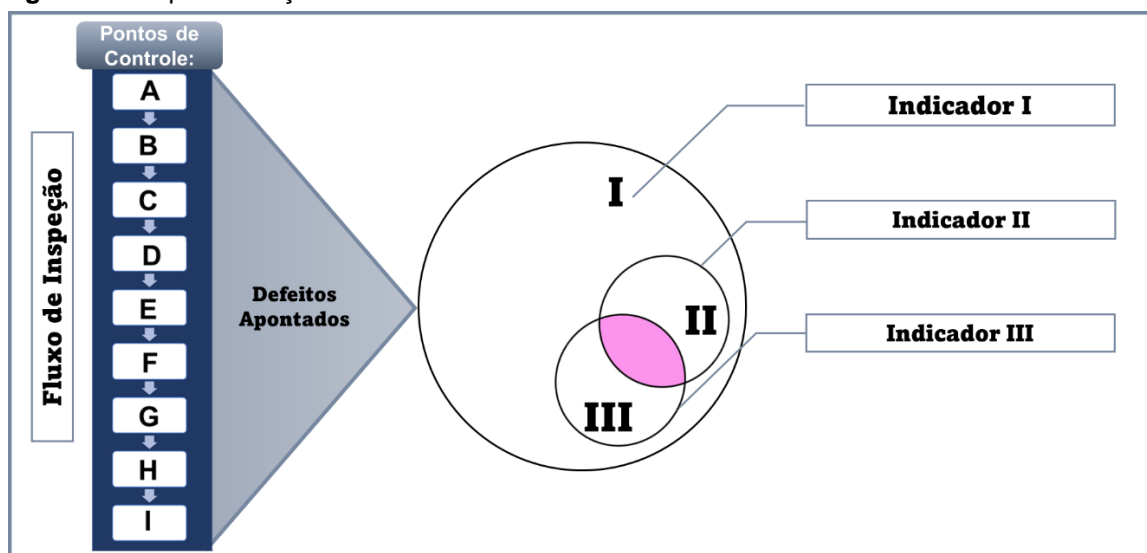 Pontos de
Controle:
A
B
C
D
E
F
G
H
I
Fluxo de Inspeção
Defeitos
Apontados
I
II
III
Indicador I
Indicador II
Indicador III